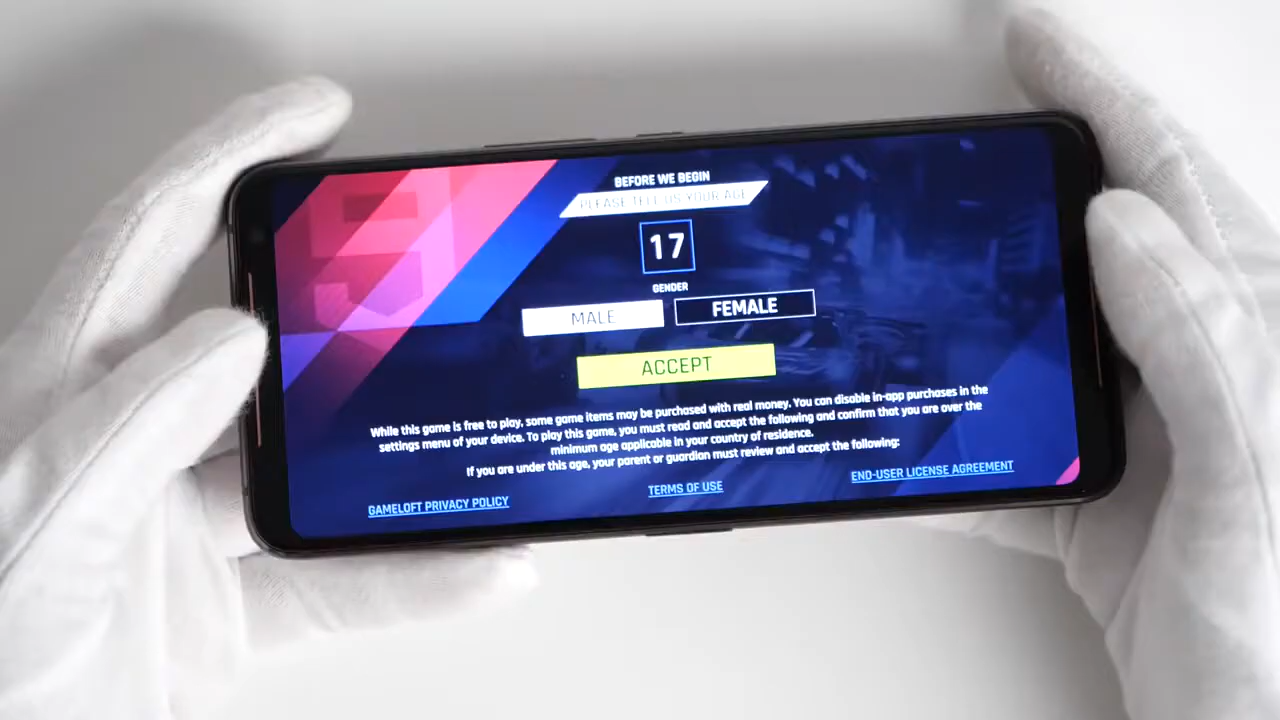 BEFORE WE BEGIN
PLEASE TELL US YOUR AGE
17
GENDER
MALE
FEMALE
ACCEPT
While this game is free to play, some game items may be purchased with real money. You can disable in-app purchases in the
settings menu of your device. To play this game, you must read and accept the following and confirm that you are over the
minimum age applicable in your country of residence.
If you are under this age, your parent or guardian must review and accept the following:
GAMELOFT PRIVACY POLICY
TERMS OF USE
END-USER LICENSE AGREEMENT